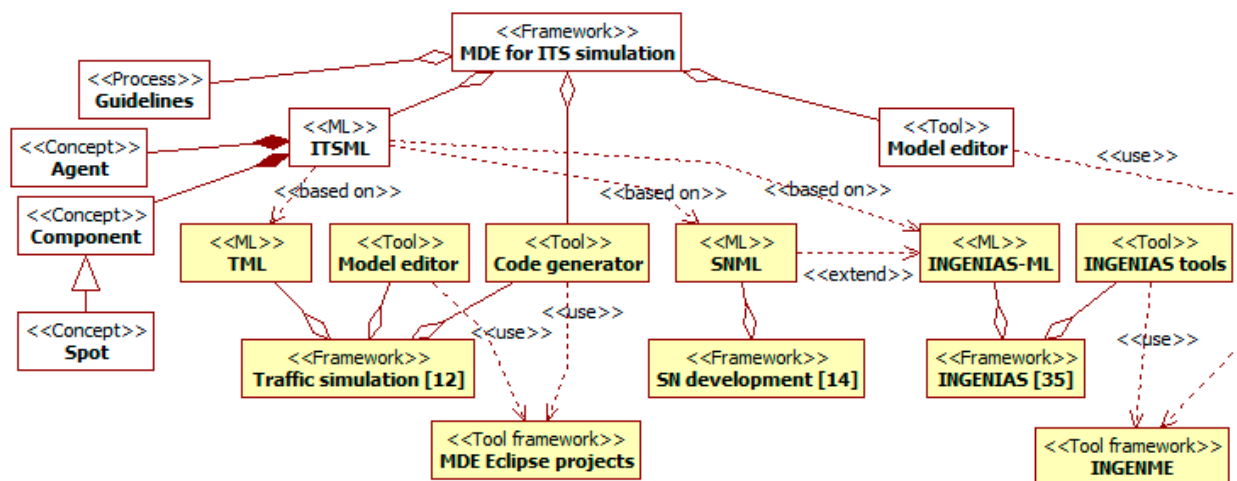 <<Framework>>
MDE for ITS simulation
<<Process>>
Guidelines
<<ML>>
ITSML
<<Tool>>
Model editor
<<Concept>>
Agent
<<use>>
<<based on>>
<<based on>>
<<based on>>
<<Concept>>
Component
<<ML>>
TML
<<Tool>>
Model editor
<<Tool>>
Code generator
<<ML>>
SNML
<<ML>>
INGENIAS-ML
<<Tool>>
INGENIAS tools
<<extend>>
<<Concept>>
Spot
<<use>>
<<use>>
<<use>>
<<Framework>>
Traffic simulation [12]
<<Framework>>
SN development [14]
<<Framework>>
INGENIAS [35]
<<Tool framework>>
MDE Eclipse projects
<<Tool framework>>
INGENME